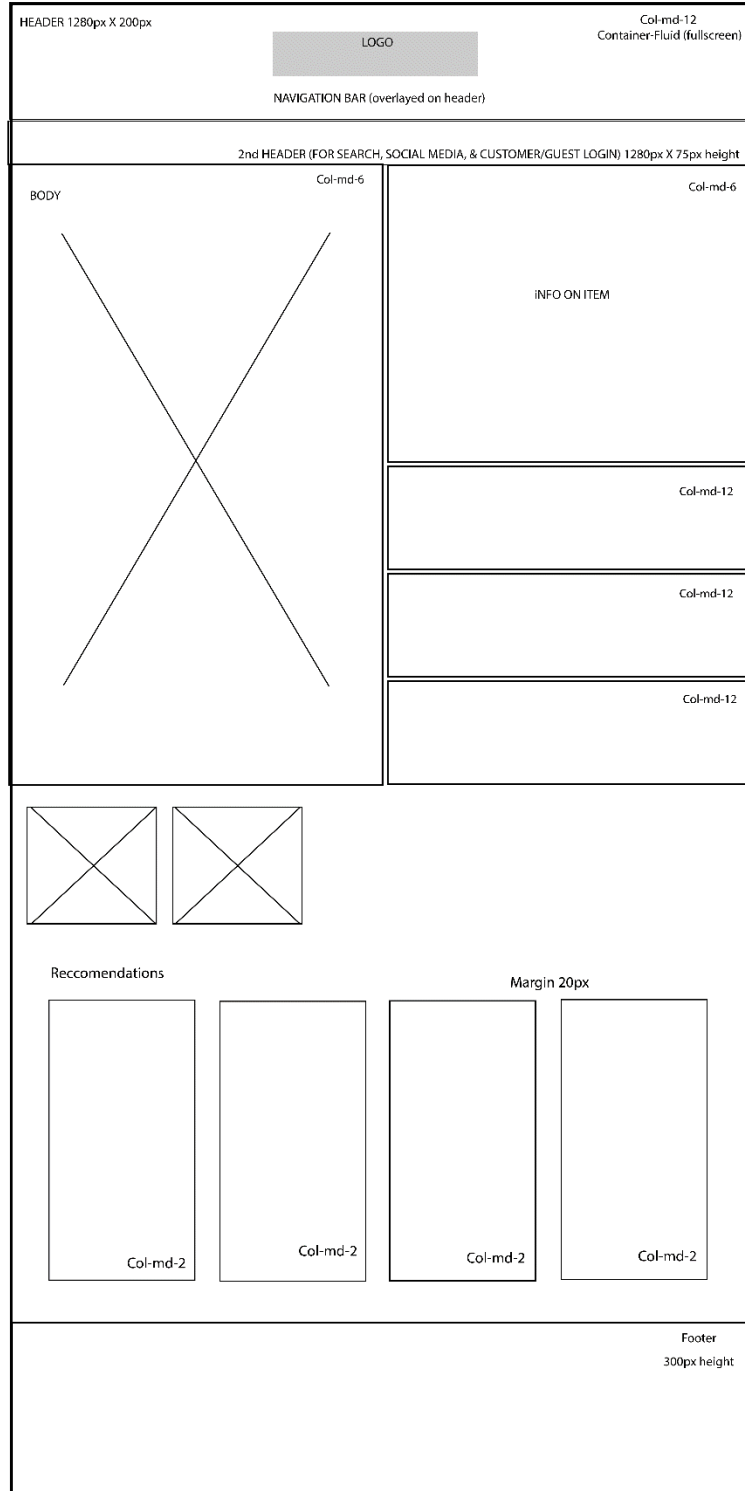 HEADER 1280px X 200px
Col-md-12
Container-Fluid (fullscreen)
LOGO
NAVIGATION BAR (overlayed on header)
2nd HEADER (FOR SEARCH, SOCIAL MEDIA, & CUSTOMER/GUEST LOGIN) 1280px X 75px height
Col-md-6
BODY
Col-md-6
iNFO ON ITEM
Col-md-12
Col-md-12
Col-md-12
Reccomendations
Margin 20px
Col-md-2
Col-md-2
Col-md-2
Col-md-2
Footer
300px height